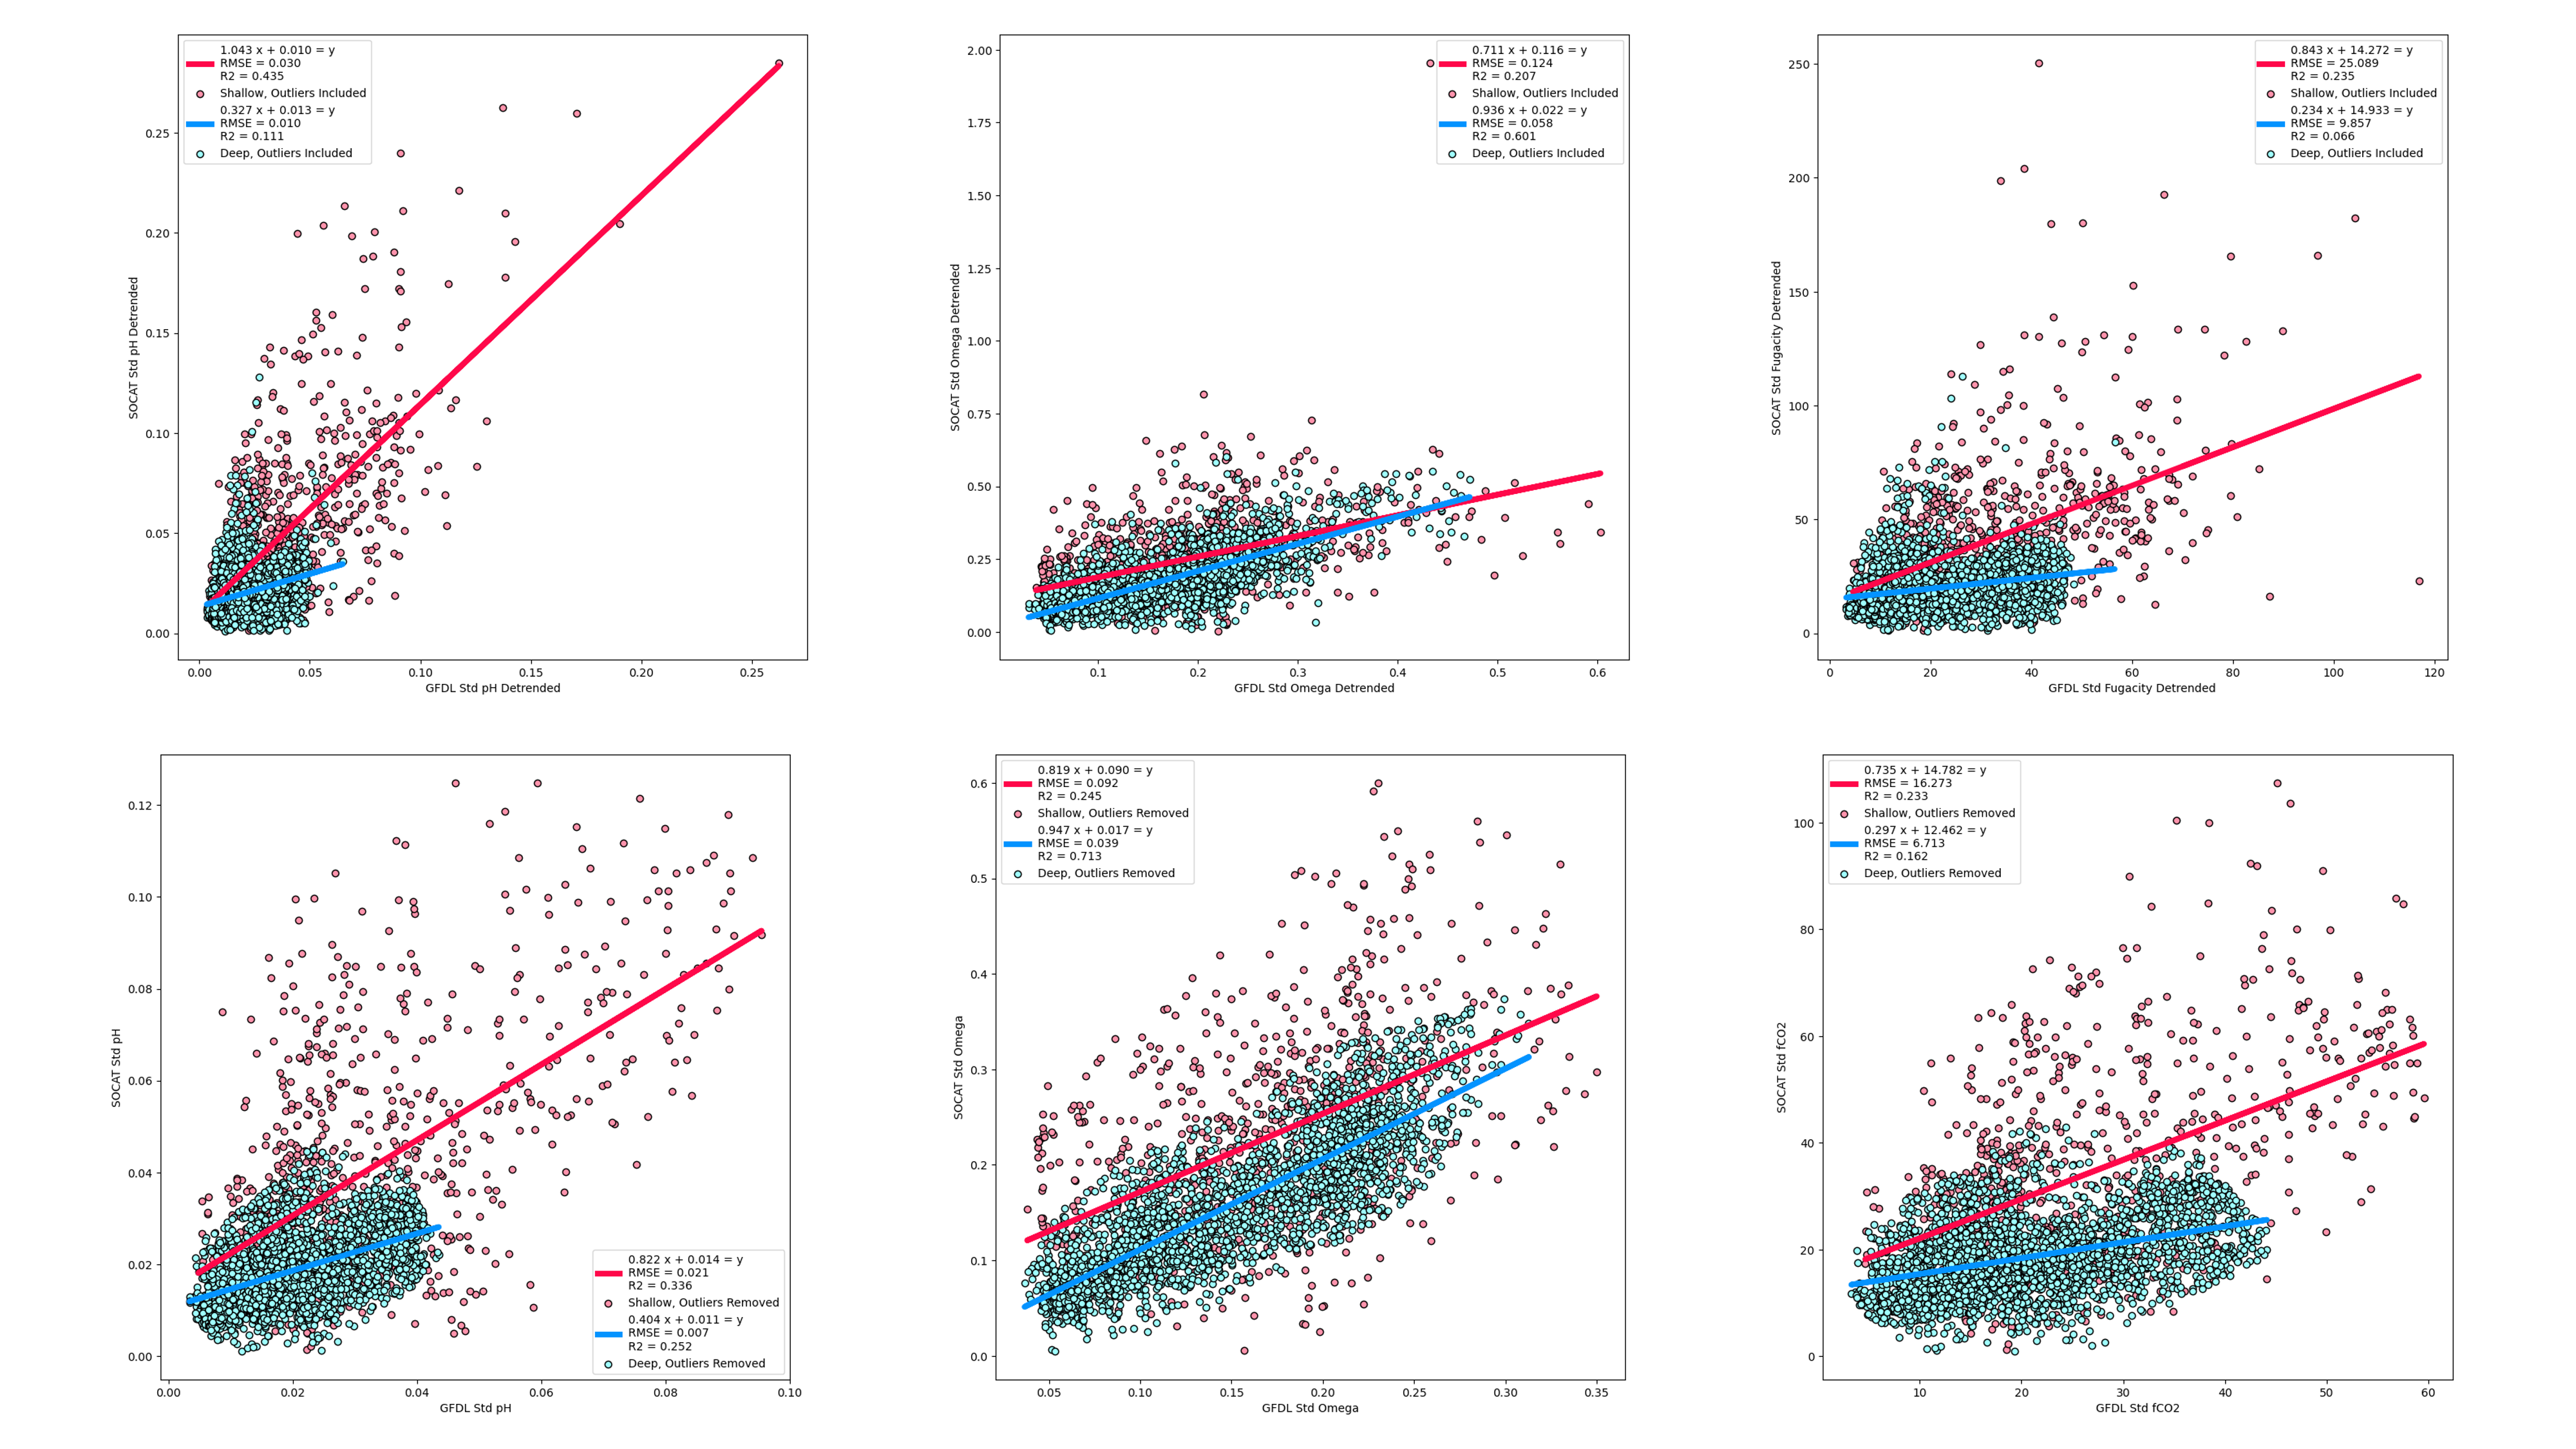 1.043 x + 0.010 = y
RMSE = 0.030
R2 = 0.435
Shallow, Outliers Included
0.327 x + 0.013 = y
RMSE = 0.010
R2 = 0.111
Deep, Outliers Included
SOCAT Std pH Detrended
0.25
0.20
0.15
0.10
0.05
0.00
0.00 0.05 0.10 0.15 0.20 0.25
GFDL Std pH Detrended
0.711 x + 0.116 = y
RMSE = 0.124
R2 = 0.207
Shallow, Outliers Included
0.936 x + 0.022 = y
RMSE = 0.058
R2 = 0.601
Deep, Outliers Included
SOCAT Std Omega Detrended
2.00
1.75
1.50
1.25
1.00
0.75
0.50
0.25
0.00
0.1 0.2 0.3 0.4 0.5 0.6
GFDL Std Omega Detrended
0.843 x + 14.272 = y
RMSE = 25.089
R2 = 0.235
Shallow, Outliers Included
0.234 x + 14.933 = y
RMSE = 9.857
R2 = 0.066
Deep, Outliers Included
SOCAT Std Fugacity Detrended
250
200
150
100
50
0
0 20 40 60 80 100 120
GFDL Std Fugacity Detrended
SOCAT Std pH
0.12
0.10
0.08
0.06
0.04
0.02
0.00
0.822 x + 0.014 = y
RMSE = 0.021
R2 = 0.336
Shallow, Outliers Removed
0.404 x + 0.011 = y
RMSE = 0.007
R2 = 0.252
Deep, Outliers Removed
0.00 0.02 0.04 0.06 0.08 0.10
GFDL Std pH
0.819 x + 0.090 = y
RMSE = 0.092
R2 = 0.245
Shallow, Outliers Removed
0.947 x + 0.017 = y
RMSE = 0.039
R2 = 0.713
Deep, Outliers Removed
SOCAT Std Omega
0.6
0.5
0.4
0.3
0.2
0.1
0.0
0.05 0.10 0.15 0.20 0.25 0.30 0.35
GFDL Std Omega
0.735 x + 14.782 = y
RMSE = 16.273
R2 = 0.233
Shallow, Outliers Removed
0.297 x + 12.462 = y
RMSE = 6.713
R2 = 0.162
Deep, Outliers Removed
SOCAT Std fCO2
100
80
60
40
20
0
10 20 30 40 50 60
GFDL Std fCO2